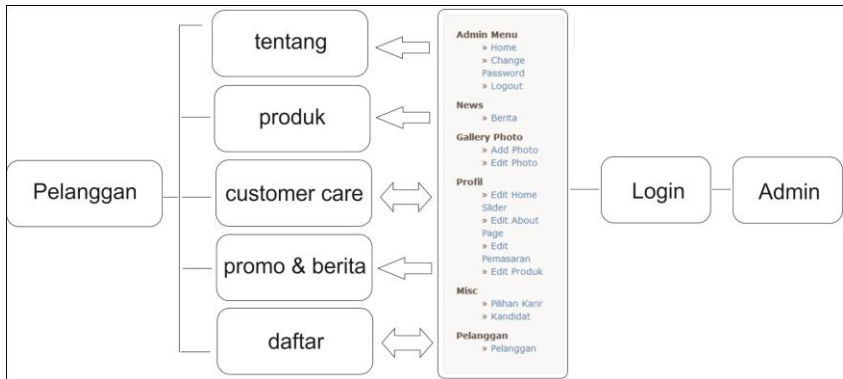 Pelanggan
tentang
produk
customer care
promo & berita
daftar
Admin Menu
» Home
» Change
Password
» Logout
News
» Berita
Gallery Photo
» Add Photo
» Edit Photo
Profil
» Edit Home
Slider
» Edit About
Page
» Edit
Pemasaran
» Edit Produk
Misc
» Pilihan Karir
» Kandidat
Pelanggan
» Pelanggan
Login
Admin